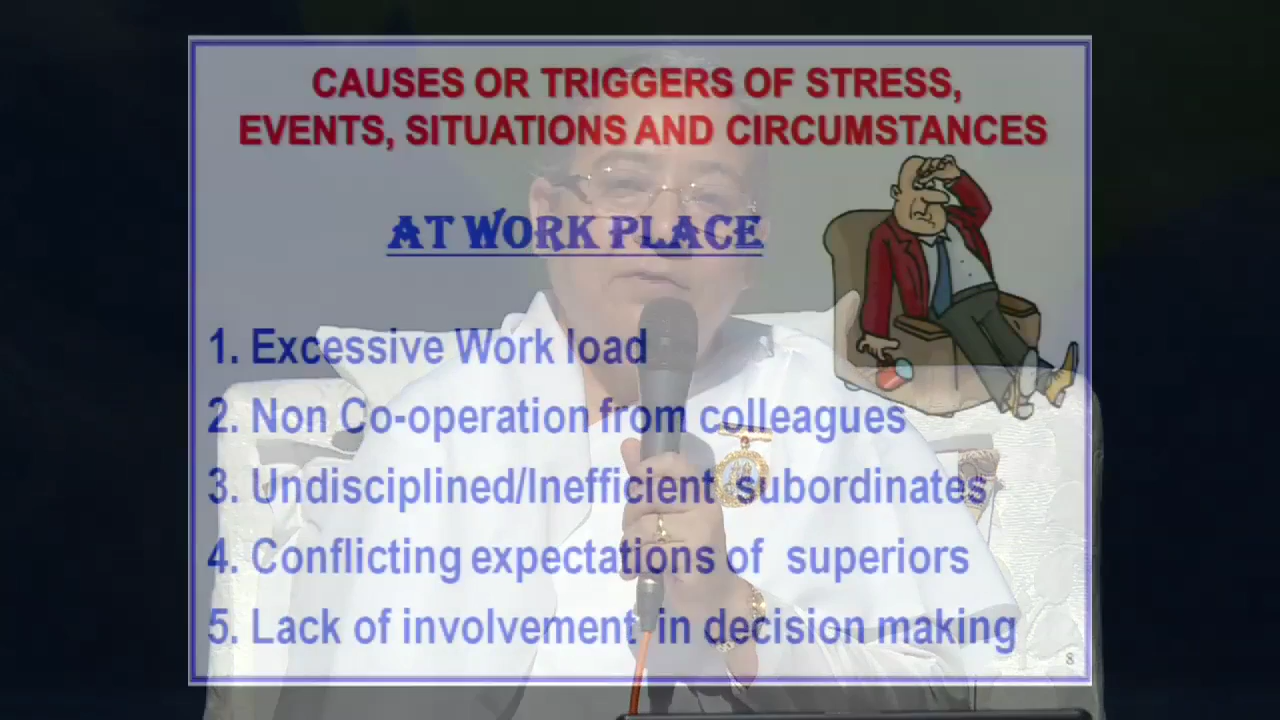 CAUSES OR TRIGGERS OF STRESS,
EVENTS, SITUATIONS AND CIRCUMSTANCES
AT WORK PLACE
1. Excessive Work load
2. Non Co-operation from colleagues
3. Undisciplined/Inefficient subordinates
4. Conflicting expectations of superiors
5. Lack of involvement in decision making
8